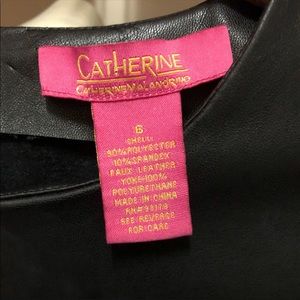 CATHERINE
CATHERINE MALANDRINO
6
SHELL:
90% POLYESTER
10% SPANDEX
FAUX LEATHER
YOKE: 100%
POLYURETHANE
MADE IN CHINA
SEE REVERSE
FOR CARE